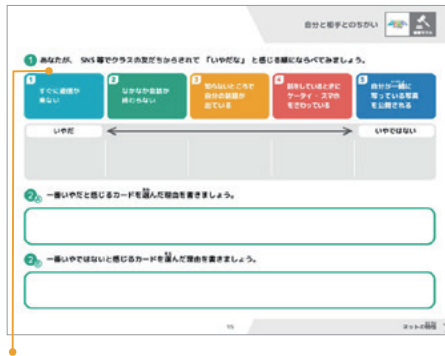 自分と相手とのちがい
1 あなたが、SNS等でクラスの友だちからされて「いやだな」と感じる順にならべてみましょう。
1
すぐに返信が
来ない
2
なかなか会話が
終わらない
3
知らないところで
自分の話題が
出ている
4
話をしているときに
ケータイ・スマホ
をさわっている
5
自分が一緒に
写っている写真
を公開される
いやだ
いやではない
2 一番いやだと感じるカードを選んだ理由を書きましょう。
2 一番いやではないと感じるカードを選んだ理由を書きましょう。